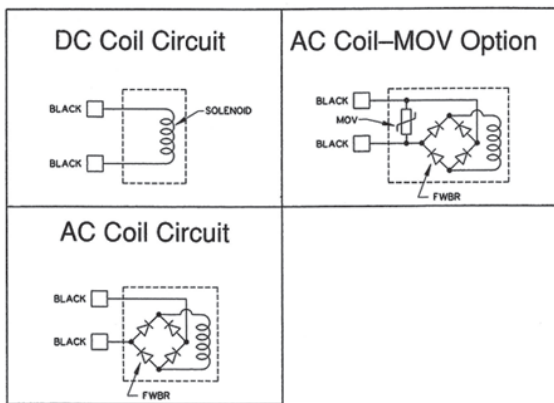 DC Coil Circuit
BLACK
SOLENOID
BLACK
AC Coil–MOV Option
BLACK
MOV
BLACK
FWBR
AC Coil Circuit
BLACK
BLACK
FWBR